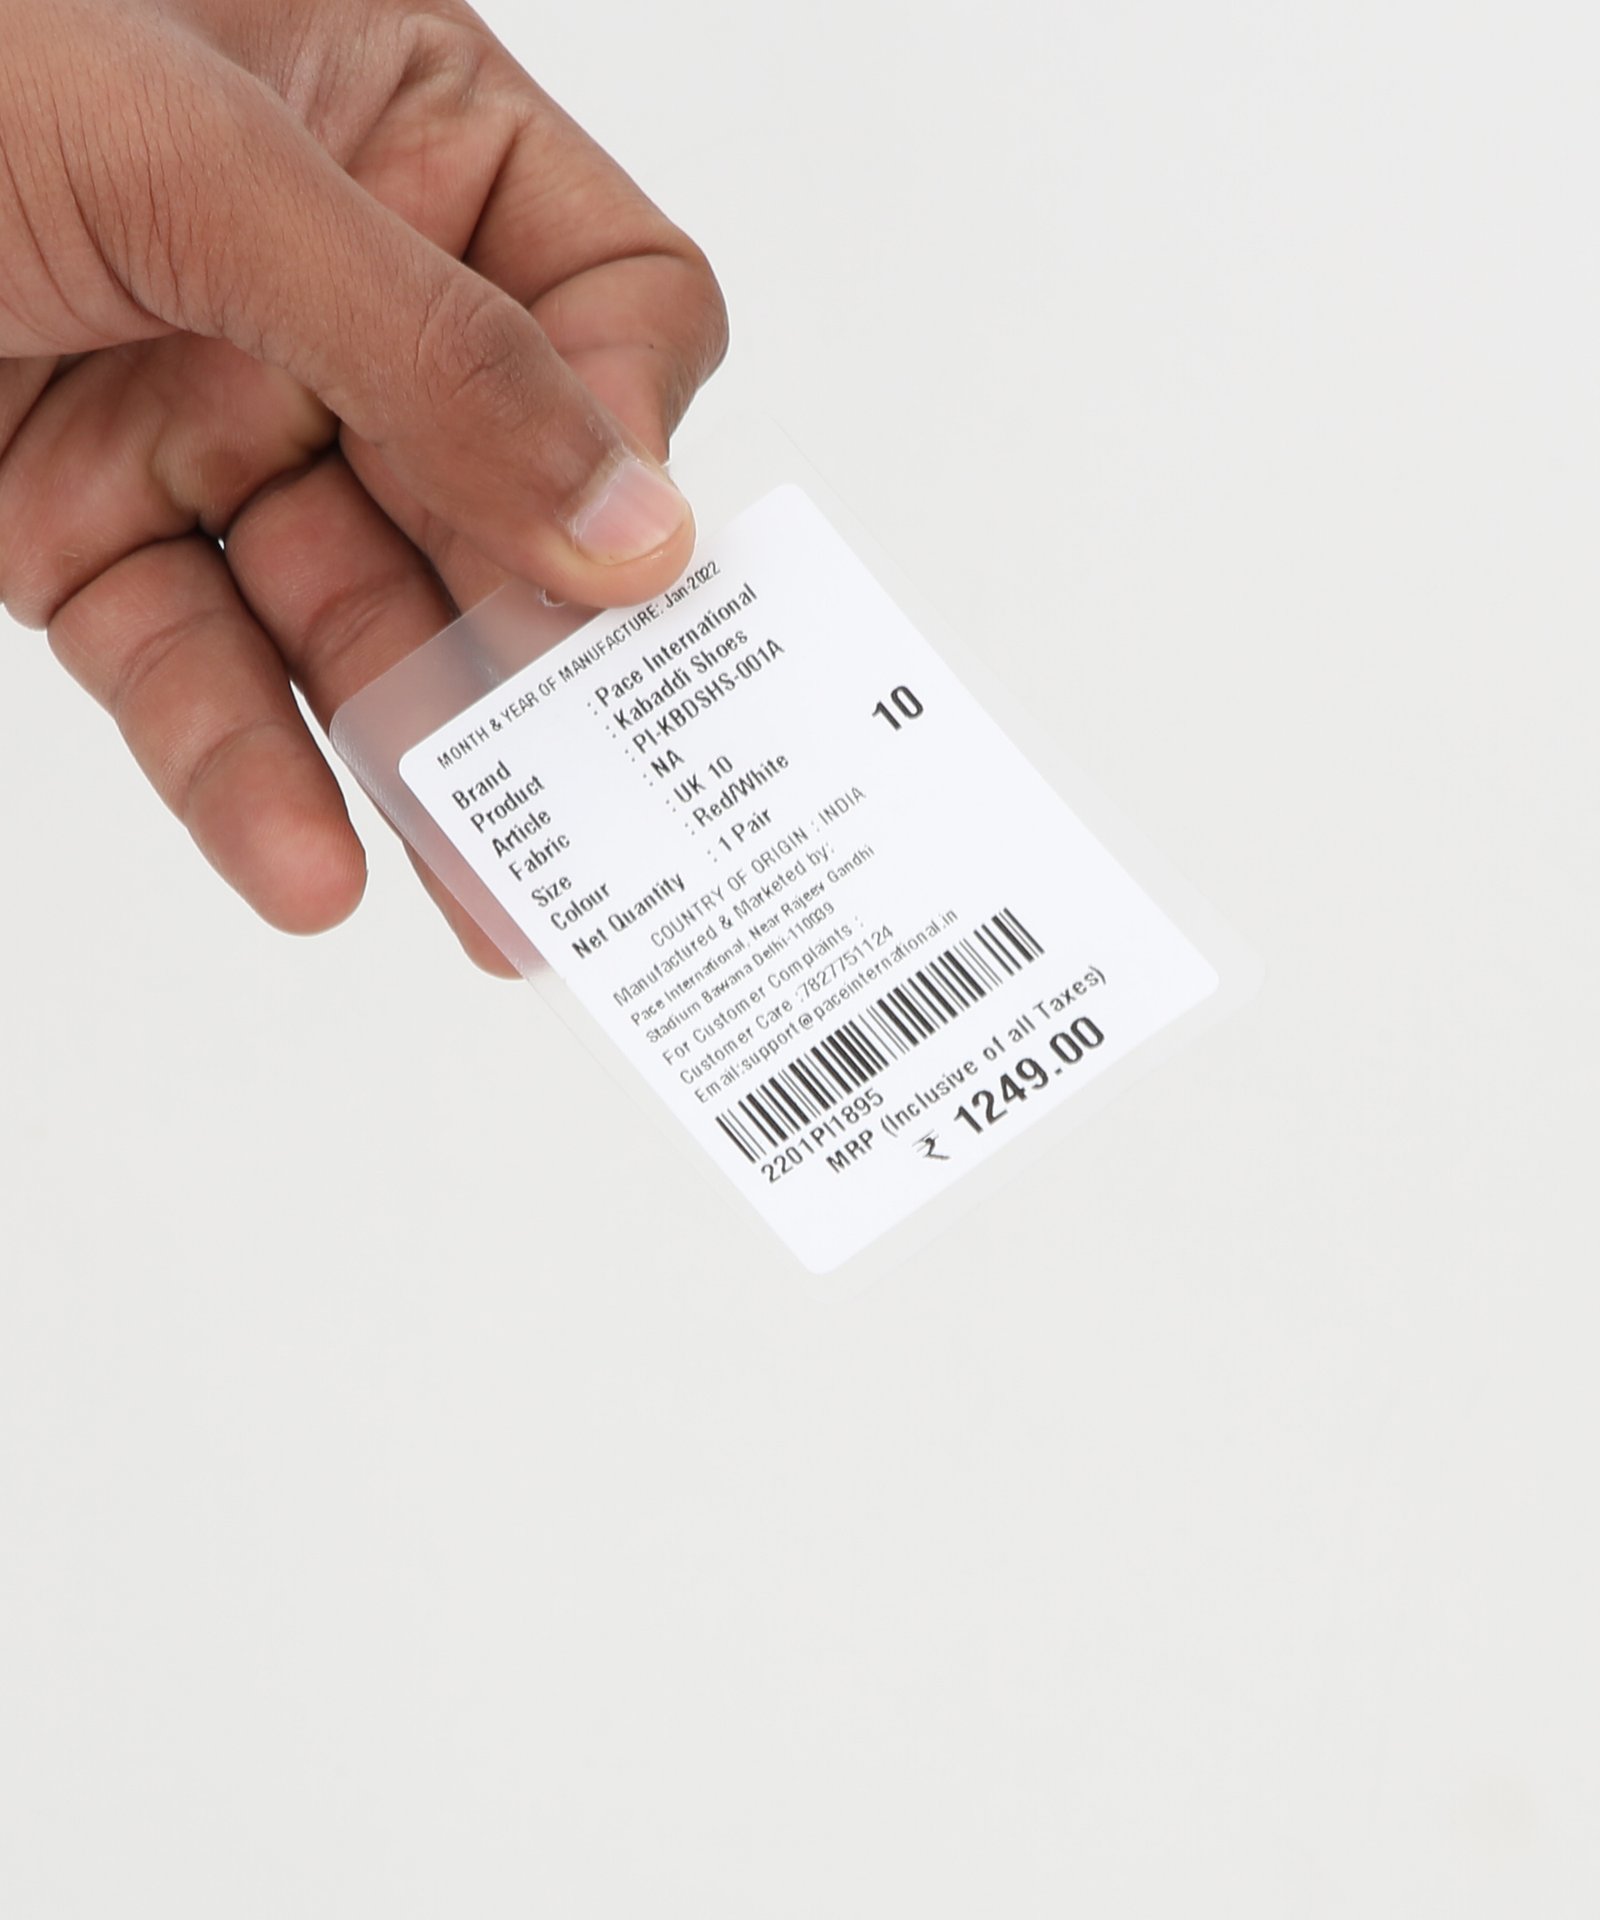 MONTH & YEAR OF MANUFACTURE: Jan-2022
Brand : Pace International
Product : Kabaddi Shoes
Article : PI-KBDSHS-001A
Fabric : NA
Size : UK 10
10
Colour : Red/White
Net Quantity : 1 Pair
COUNTRY OF ORIGIN : INDIA
Manufactured & Marketed by:
Pace International, Near Rajeev Gandhi
Stadium Bawana Delhi-110039
For Customer Complaints :
Customer Care :7827751124
Email:support@paceinternational.in
2201PI1895
MRP (Inclusive of all Taxes)
₹ 1249.00